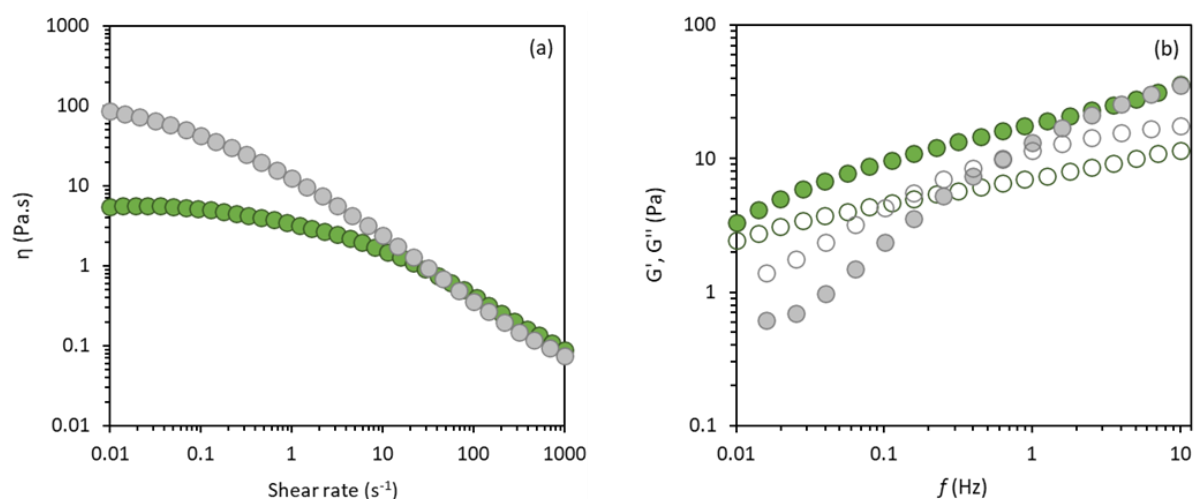 (a)
η (Pa.s)
1000
100
10
1
0.1
0.01
0.01 0.1 1 10 100 1000
Shear rate (s⁻¹)
(b)
G', G'' (Pa)
100
10
1
0.1
0.01 0.1 1 10
f (Hz)